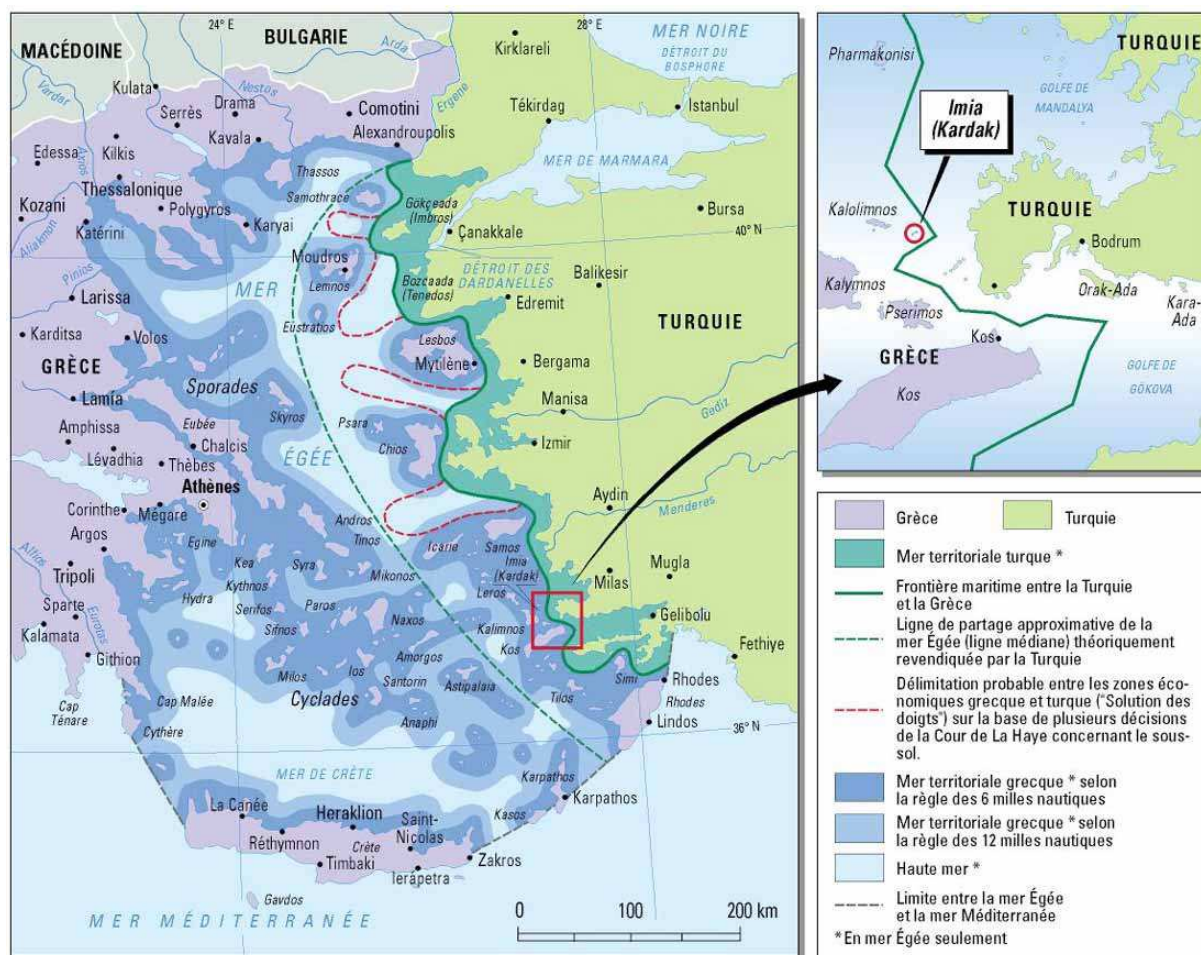 24° E
28° E
MACÉDOINE
BULGARIE
Arda
Kirklareli
MER NOIRE
DÉTROIT DU
BOSPHORE
Vardar
Kulata
Nestos
Ergene
Serrès
Drama
Comotini
Tékirdag
Istanbul
Kavala
Alexandroupolis
Edessa
Kilkis
Axios
Thassos
MER DE MARMARA
Thessalonique
Samothrace
Kozani
Polygyros
Karyai
Gökçeada
(Imbros)
Bursa
Katérini
Aliakmon
Çanakkale
40° N
Moudros
DÉTROIT DES
DARDANELLES
Pinios
MER
Lemnos
Bozcaada
(Tenedos)
Balikesir
Larissa
Edremit
Eüstratios
Karditsa
Volos
TURQUIE
Lesbos
GRÈCE
Mytilène
Bergama
Sporades
Lamía
Manisa
Skyros
Psara
Gediz
Amphissa
Eubée
Chalcis
ÉGÉE
Chios
Izmir
Lévadhia
Thèbes
Athènes
Aydin
Corinthe
Mégare
Andros
Menderes
Argos
Egine
Tinos
Icarie
Samos
Alfios
Kea
Syra
Imia
(Kardak)
Mugla
Tripoli
Kythnos
Mikonos
Milas
Hydra
Leros
Sparte
Serifos
Paros
Naxos
Gelibolu
Eurotas
Sifnos
Kalimnos
Kalamata
Kos
Fethiye
Githion
Milos
Ios
Amorgos
Santorin
Astipalaia
Simi
Rhodes
Cap
Ténare
Cap Malée
Cyclades
Tilos
Rhodes
Anaphi
Lindos
Cythère
36° N
MER DE CRÈTE
Karpathos
Karpathos
La Canée
Heraklion
Saint-
Nicolas
Kasos
Réthymnon
Crète
Zakros
Timbaki
Ierápetra
Gavdos
MER MÉDITERRANÉE
0 100 200 km
Pharmakonisi
TURQUIE
GOLFE DE
MANDALYA
Imia
(Kardak)
Kalolimnos
TURQUIE
Bodrum
Kalymnos
Orak-Ada
Kara-
Ada
Pserimos
Kos
GRÈCE
GOLFE DE
GÖKOVA
Kos
Grèce
Turquie
Mer territoriale turque *
Frontière maritime entre la Turquie
et la Grèce
Ligne de partage approximative de la
mer Égée (ligne médiane) théoriquement
revendiquée par la Turquie
Délimitation probable entre les zones éco-
nomiques grecque et turque ("Solution des
doigts") sur la base de plusieurs décisions
de la Cour de La Haye concernant le sous-
sol.
Mer territoriale grecque * selon
la règle des 6 milles nautiques
Mer territoriale grecque * selon
la règle des 12 milles nautiques
Haute mer *
Limite entre la mer Égée
et la mer Méditerranée
*En mer Égée seulement